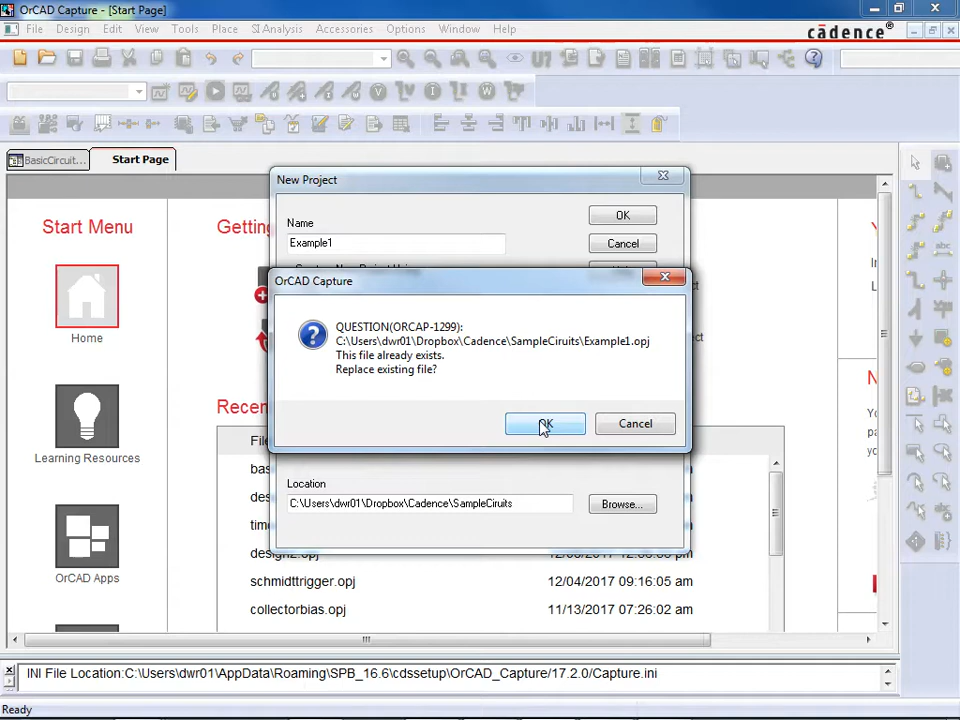 OrCAD Capture - [Start Page]
File Design Edit View Tools Place SI Analysis Accessories Options Window Help
cādence®
BasicCircuit...
Start Page
New Project
Name
OK
Example1
Cancel
Start Menu
Home
Learning Resources
OrCAD Apps
OrCAD Capture
QUESTION(ORCAP-1299):
C:\Users\dwr01\Dropbox\Cadence\SampleCiruits\Example1.opj
This file already exists.
Replace existing file?
OK
Cancel
Location
C:\Users\dwr01\Dropbox\Cadence\SampleCiruits
Browse...
schmidttrigger.opj 12/04/2017 09:16:05 am
collectorbias.opj 11/13/2017 07:26:02 am
INI File Location:C:\Users\dwr01\AppData\Roaming\SPB_16.6\cdssetup\OrCAD_Capture/17.2.0/Capture.ini
Ready